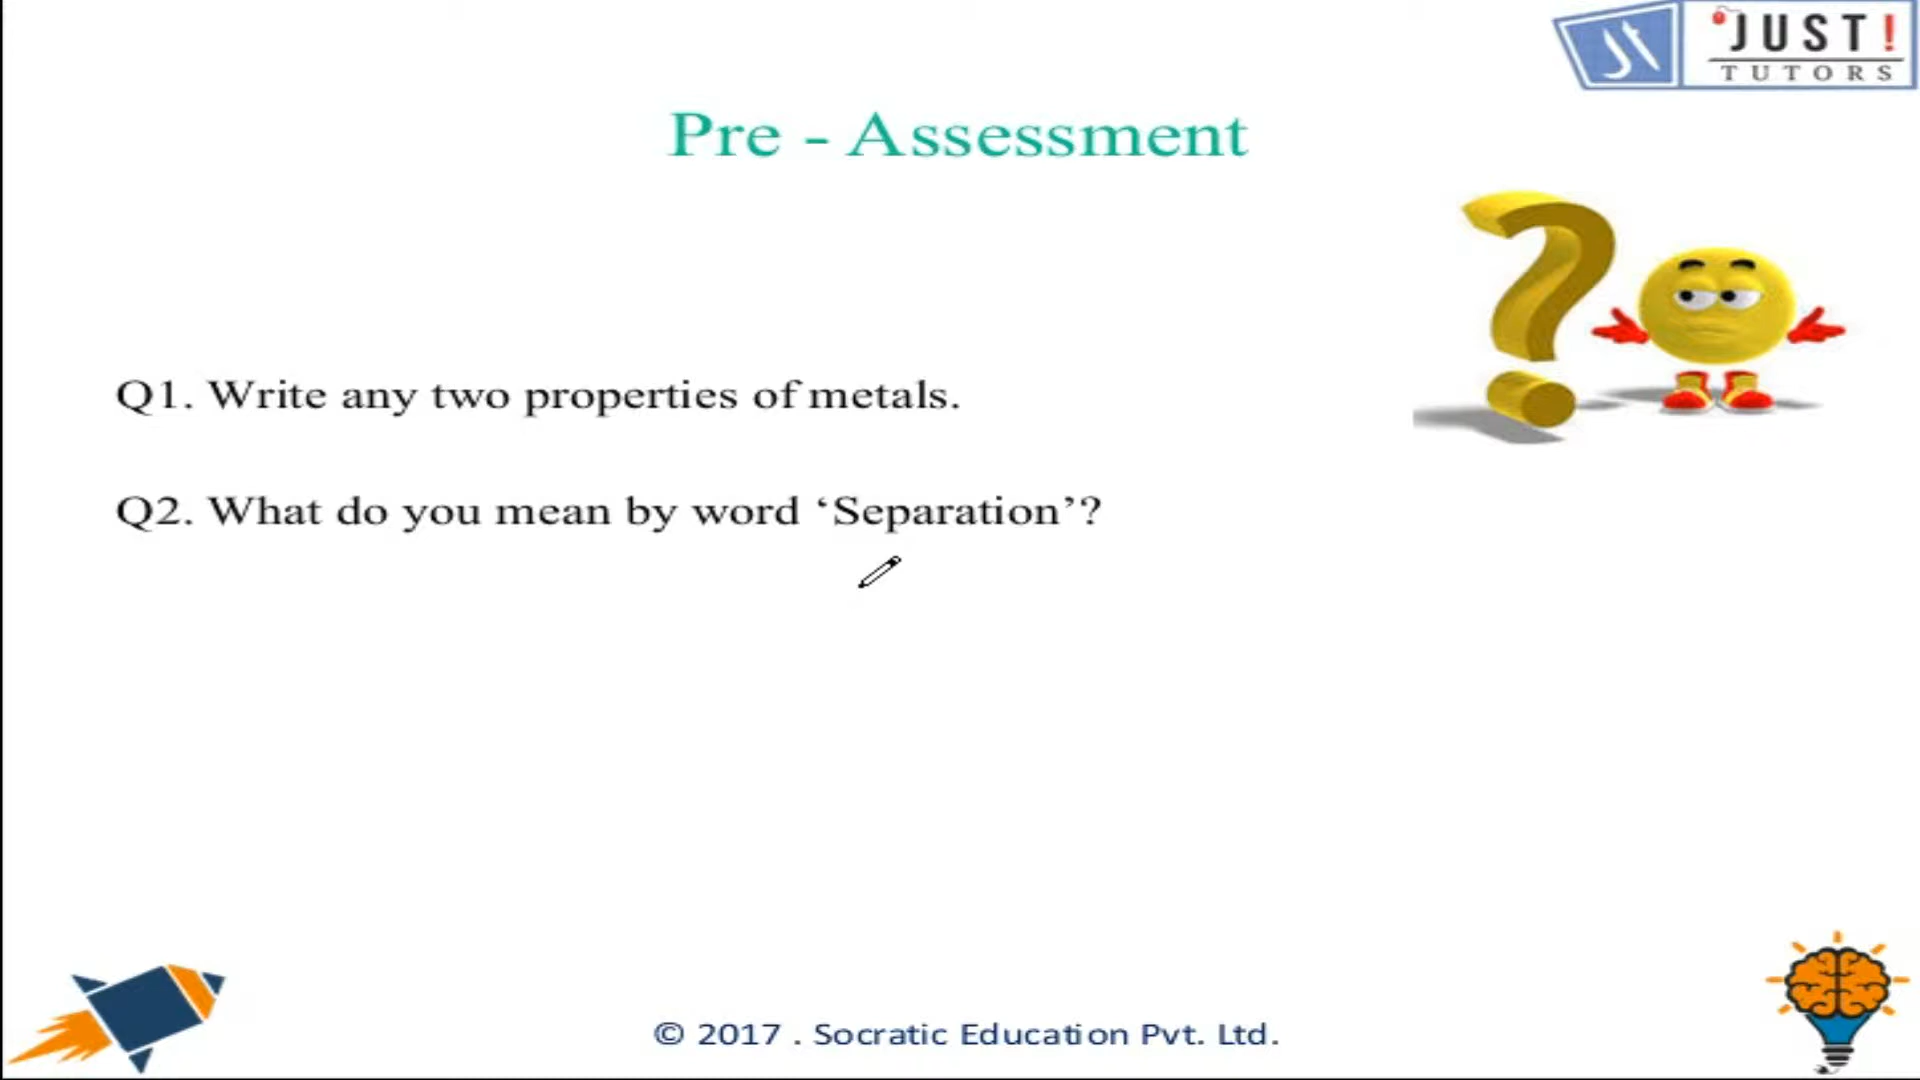 JUST!
TUTORS
Pre - Assessment
Q1. Write any two properties of metals.
Q2. What do you mean by word ‘Separation’?
© 2017 . Socratic Education Pvt. Ltd.